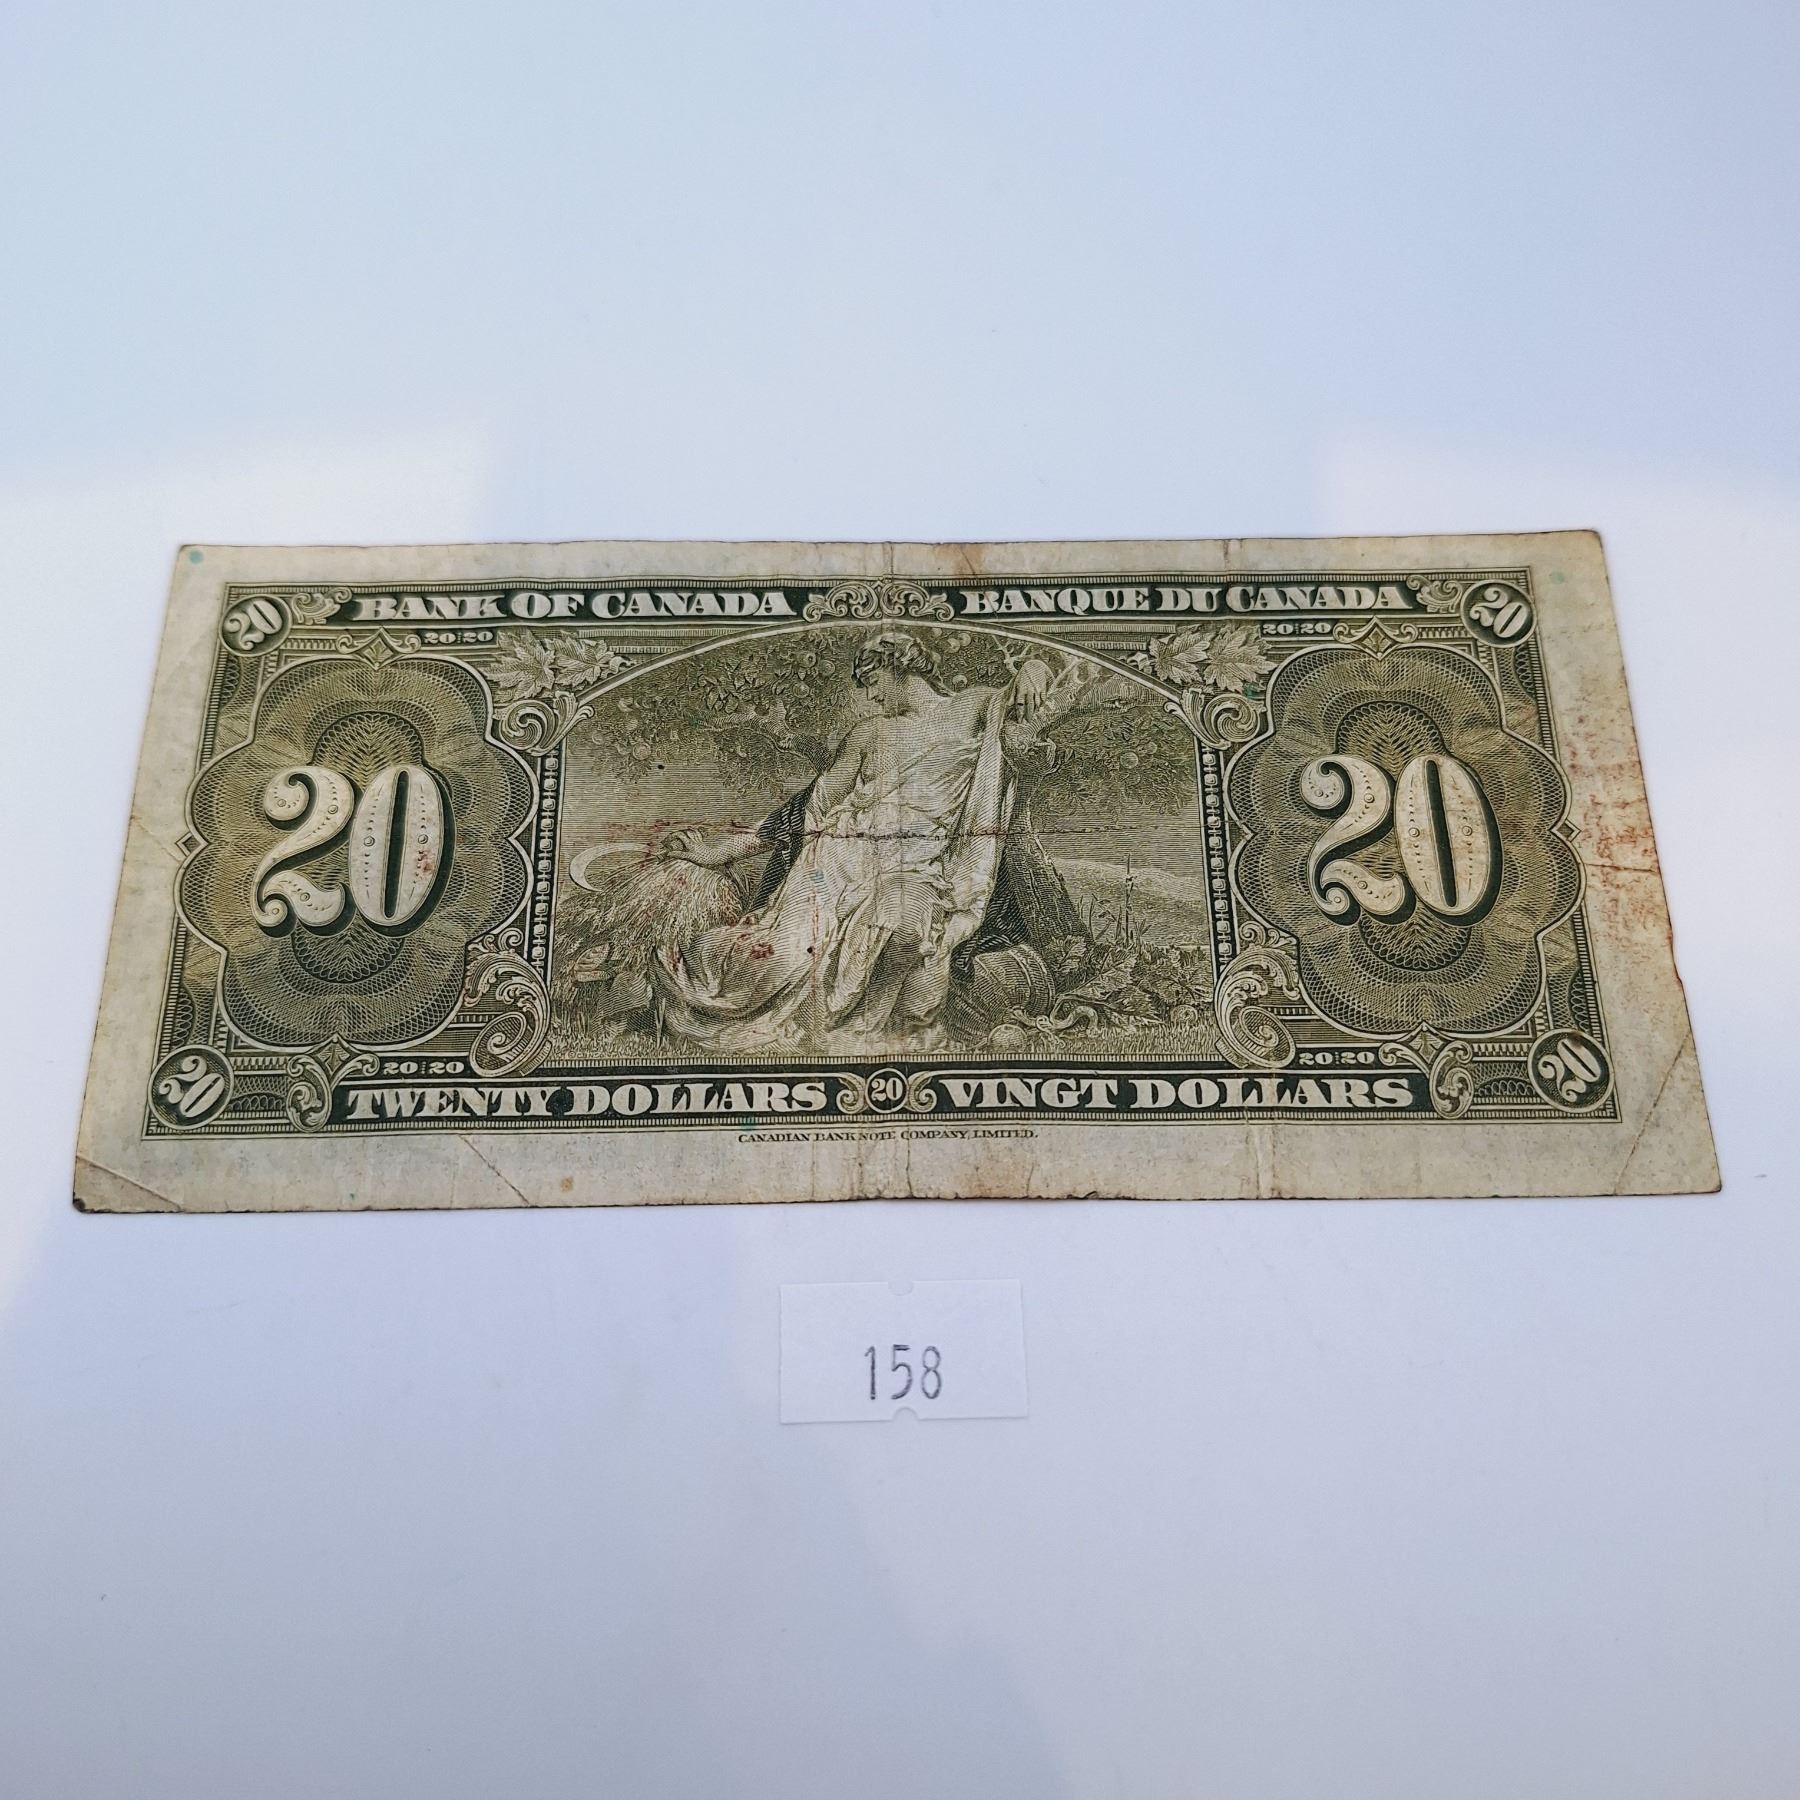 20 BANK OF CANADA BANQUE DU CANADA 20
20 20 20 20
20 20
20 20 20 20
20 TWENTY DOLLARS 20 VINGT DOLLARS 20
CANADIAN BANK NOTE COMPANY, LIMITED.
158